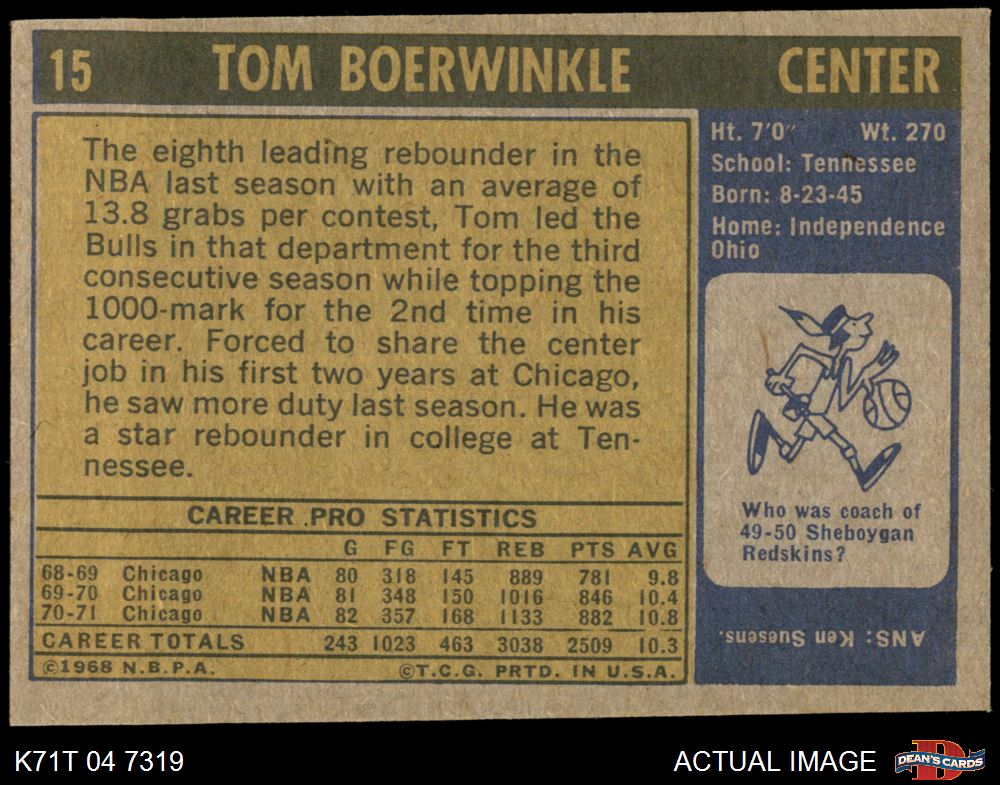 15 TOM BOERWINKLE CENTER
The eighth leading rebounder in the
NBA last season with an average of
13.8 grabs per contest, Tom led the
Bulls in that department for the third
consecutive season while topping the
1000-mark for the 2nd time in his
career. Forced to share the center
job in his first two years at Chicago,
he saw more duty last season. He was
a star rebounder in college at Ten-
nessee.
Ht. 7'0" Wt. 270
School: Tennessee
Born: 8-23-45
Home: Independence
Ohio
Who was coach of
49-50 Sheboygan
Redskins?
ANS: Ken Suesens.
CAREER PRO STATISTICS
G FG FT REB PTS AVG
68-69 Chicago NBA 80 318 145 889 781 9.8
69-70 Chicago NBA 81 348 150 1016 846 10.4
70-71 Chicago NBA 82 357 168 1133 882 10.8
CAREER TOTALS 243 1023 463 3038 2509 10.3
©1968 N.B.P.A. ©T.C.G. PRTD. IN U.S.A.
K71T 04 7319 ACTUAL IMAGE
D
DEAN'S CARDS